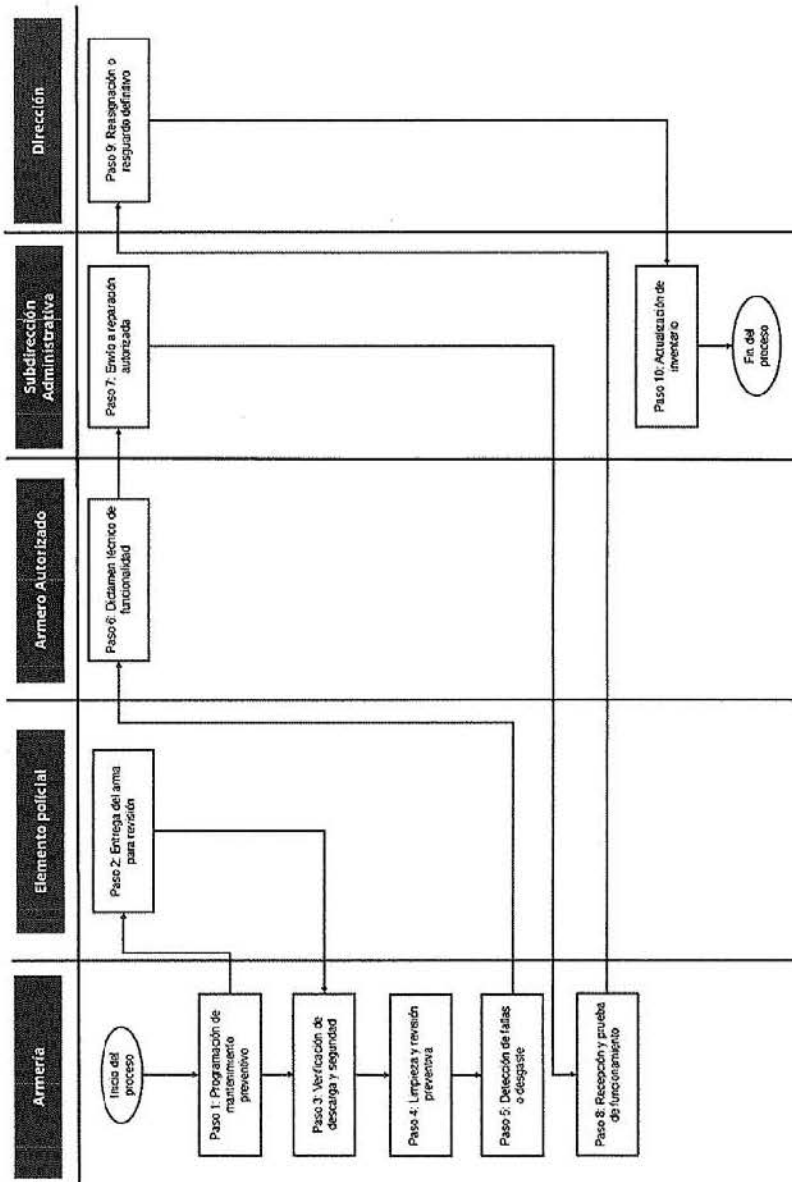 Armería
Elemento policial
Armero Autorizado
Subdirección
Administrativa
Dirección
Inicio del
proceso
Paso 1: Programación de
mantenimiento
preventivo
Paso 2: Entrega del arma
para revisión
Paso 3: Verificación de
descarga y seguridad
Paso 4: Limpieza y revisión
preventiva
Paso 5: Detección de fallas
o desgaste
Paso 6: Dictamen técnico de
funcionalidad
Paso 7: Envío a reparación
autorizada
Paso 8: Recepción y prueba
de funcionamiento
Paso 9: Reasignación o
resguardo definitivo
Paso 10: Actualización de
inventario
Fin del
proceso